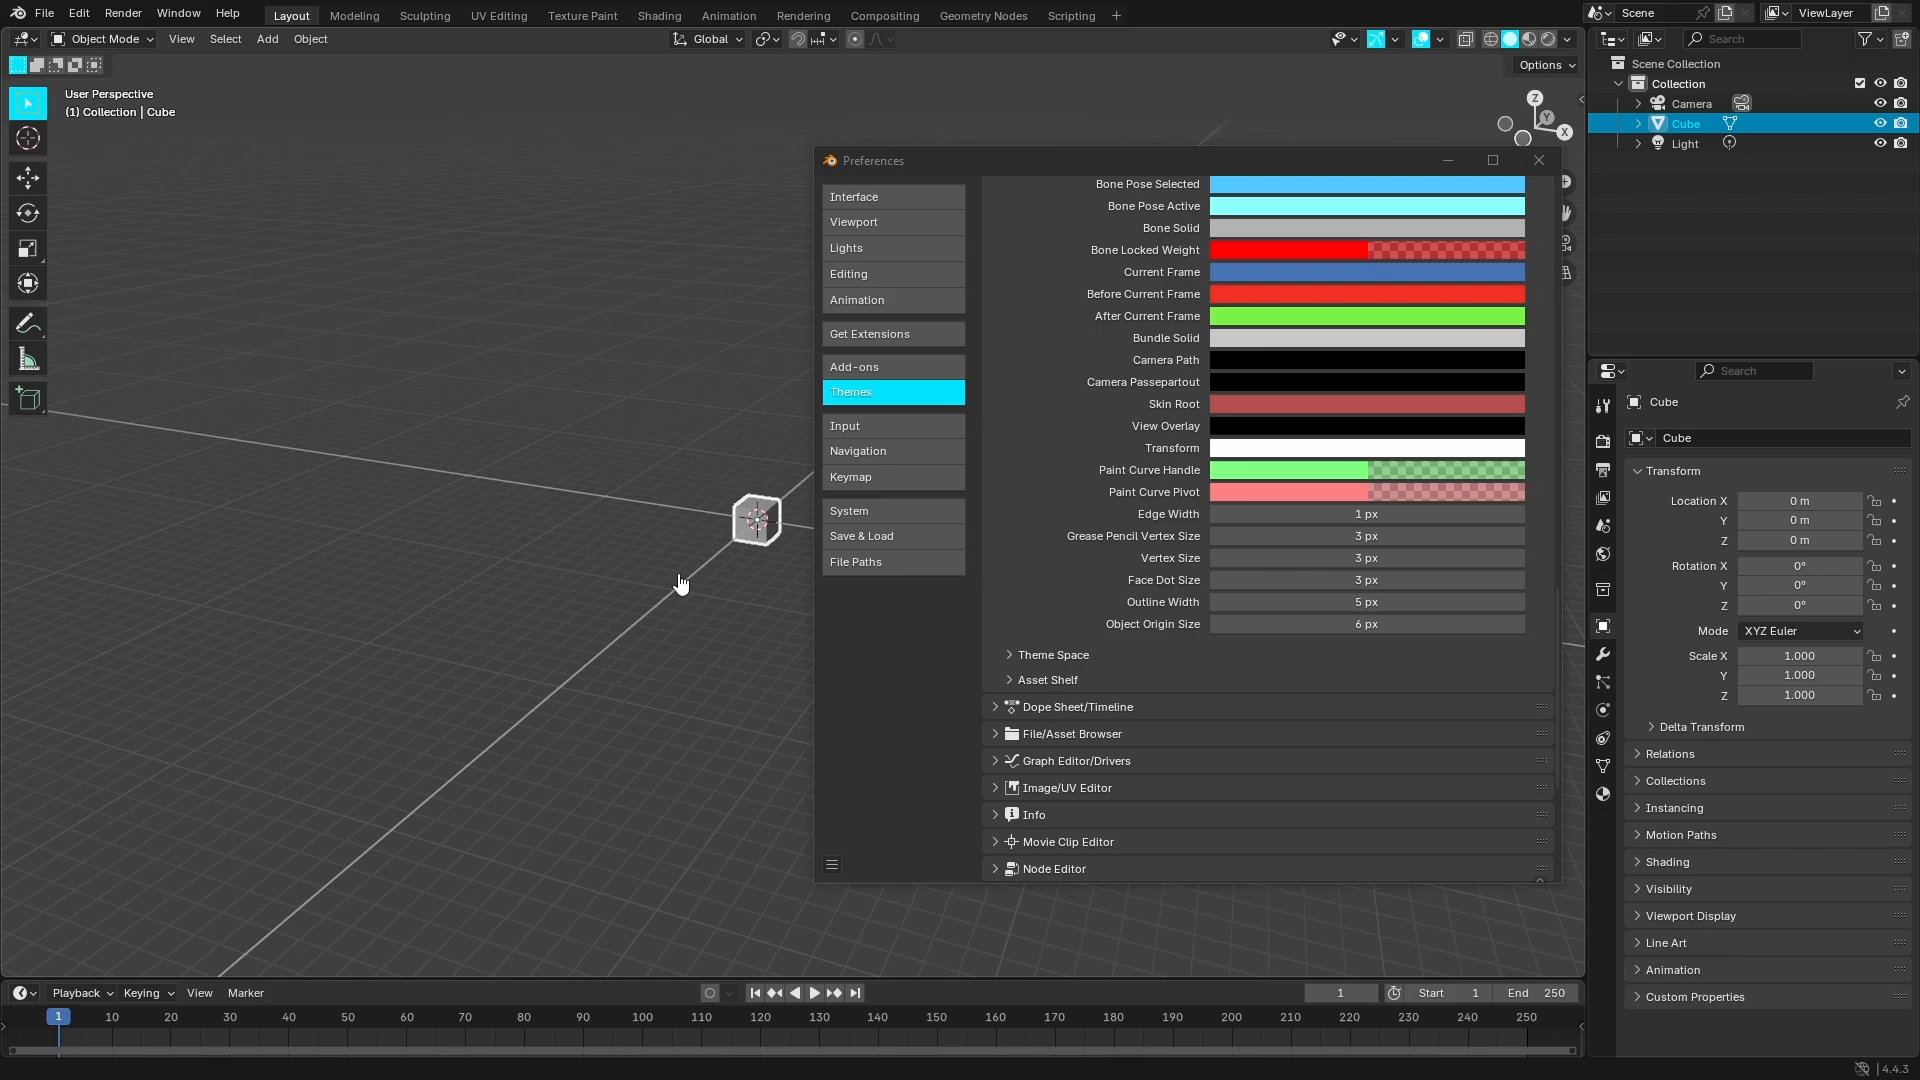 File Edit Render Window Help Layout Modeling Sculpting UV Editing Texture Paint Shading Animation Rendering Compositing Geometry Nodes Scripting + Scene ViewLayer
Object Mode View Select Add Object Global Search
Options
User Perspective
(1) Collection | Cube
Z
Y
X
Scene Collection
Collection
Camera
Cube
Light
Preferences
Interface
Viewport
Lights
Editing
Animation
Get Extensions
Add-ons
Themes
Input
Navigation
Keymap
System
Save & Load
File Paths
Bone Pose Selected
Bone Pose Active
Bone Solid
Bone Locked Weight
Current Frame
Before Current Frame
After Current Frame
Bundle Solid
Camera Path
Camera Passepartout
Skin Root
View Overlay
Transform
Paint Curve Handle
Paint Curve Pivot
Edge Width 1 px
Grease Pencil Vertex Size 3 px
Vertex Size 3 px
Face Dot Size 3 px
Outline Width 5 px
Object Origin Size 6 px
Theme Space
Asset Shelf
Dope Sheet/Timeline
File/Asset Browser
Graph Editor/Drivers
Image/UV Editor
Info
Movie Clip Editor
Node Editor
Search
Cube
Cube
Transform
Location X 0 m
Y 0 m
Z 0 m
Rotation X 0°
Y 0°
Z 0°
Mode XYZ Euler
Scale X 1.000
Y 1.000
Z 1.000
Delta Transform
Relations
Collections
Instancing
Motion Paths
Shading
Visibility
Viewport Display
Line Art
Animation
Custom Properties
Playback Keying View Marker 1 Start 1 End 250
1 10 20 30 40 50 60 70 80 90 100 110 120 130 140 150 160 170 180 190 200 210 220 230 240 250
4.4.3